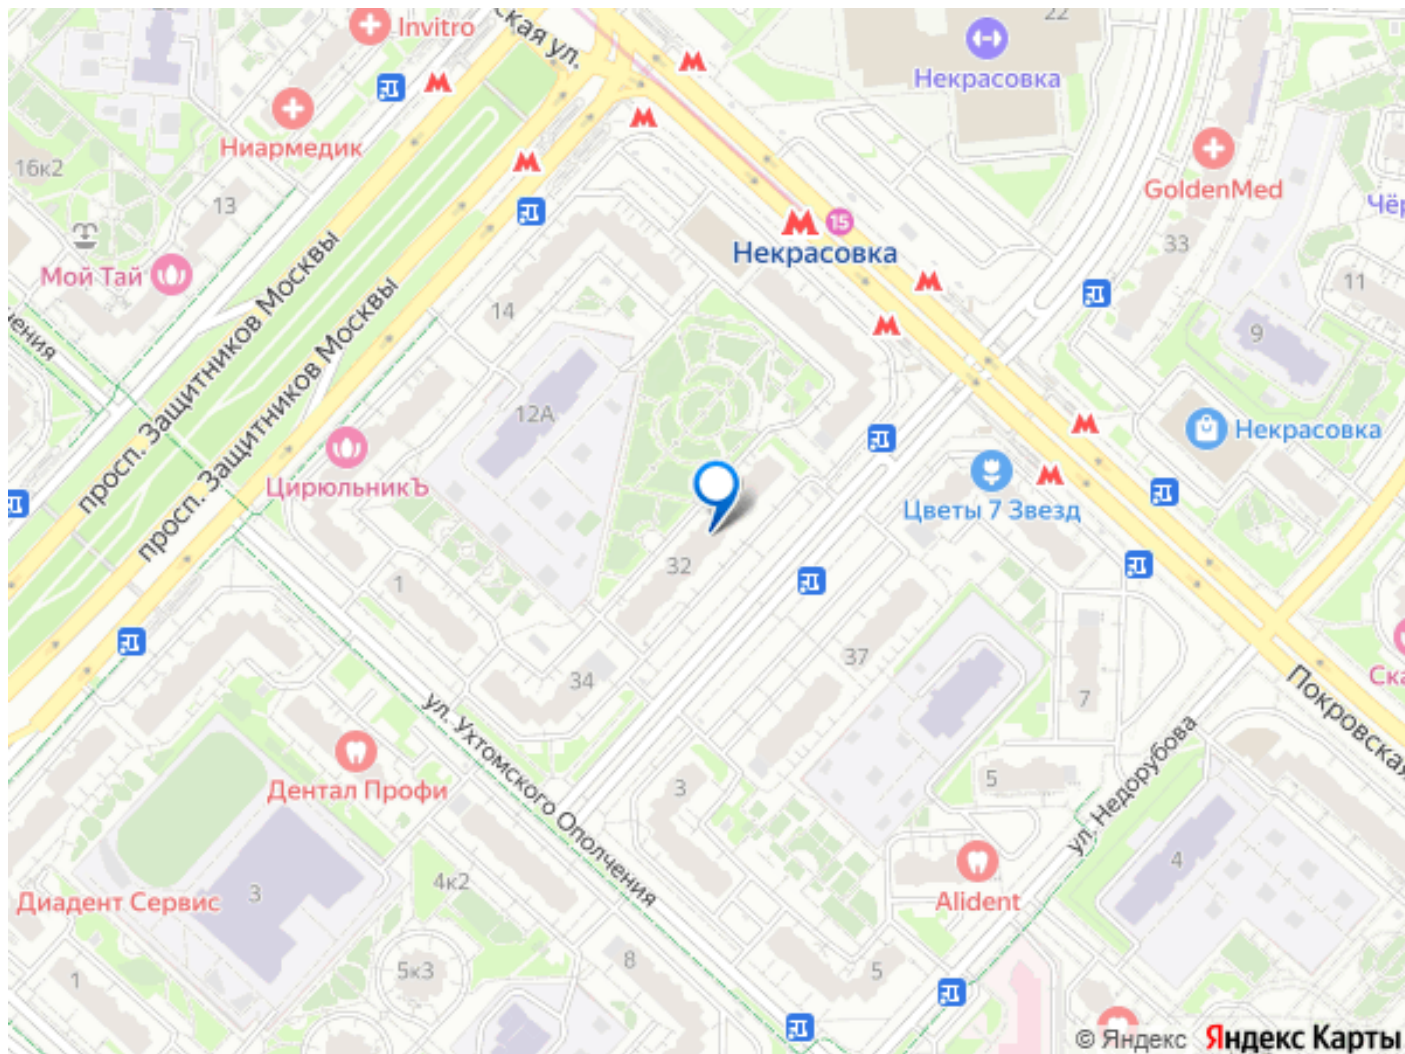 Invitro
ская ул.
22
Некрасовка
Ниармедик
16к2
13
GoldenMed
15
Некрасовка
33
Мой Тай
11
14
9
просп. Защитников Москвы
просп. Защитников Москвы
чения
12А
Некрасовка
ЦирюльникЪ
Цветы 7 Звезд
32
1
37
34
7
Покровская
ул. Ухтомского Ополчения
ул. Недорубова
Дентал Профи
3
5
4
4к2
Диадент Сервис
3
Alident
8
5к3
5
1
© Яндекс Яндекс Карты